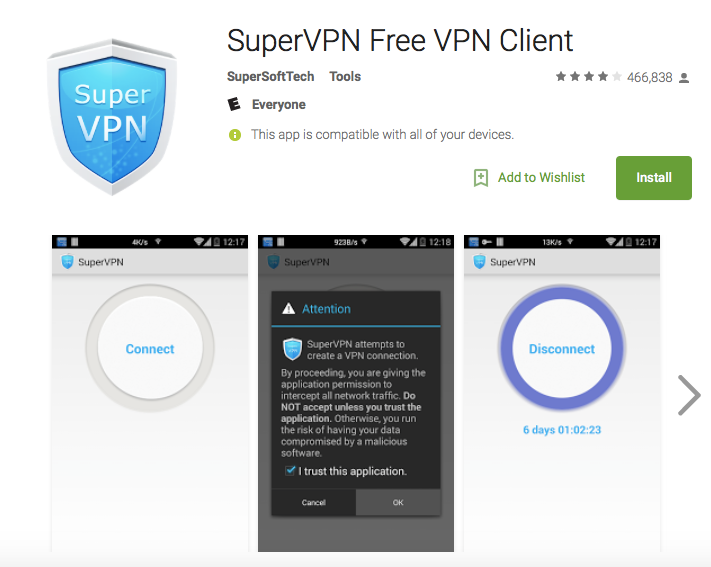 SuperVPN Free VPN Client
SuperSoftTech Tools
466,838
E Everyone
This app is compatible with all of your devices.
Add to Wishlist
Install
Super
VPN
4K/s 12:17
SuperVPN
Connect
923B/s 12:18
SuperVPN
Attention
SuperVPN attempts to
create a VPN connection.
By proceeding, you are giving the
application permission to
intercept all network traffic. Do
NOT accept unless you trust the
application. Otherwise, you run
the risk of having your data
compromised by a malicious
software.
I trust this application.
Cancel OK
13K/s 12:17
SuperVPN
Disconnect
6 days 01:02:23